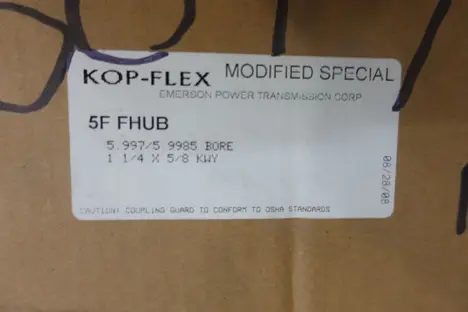 KOP-FLEX MODIFIED SPECIAL
EMERSON POWER TRANSMISSION CORP
5F FHUB
5.997/5.9985 BORE
1 1/4 X 5/8 KWY
08/28/08
CAUTION: COUPLING GUARD TO CONFORM TO OSHA STANDARDS